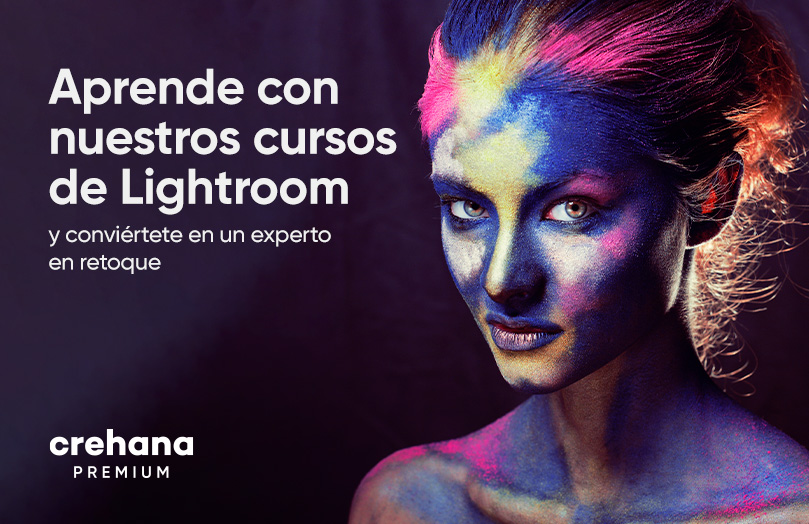 Aprende con
nuestros cursos
de Lightroom
y conviértete en un experto
en retoque
crehana
PREMIUM